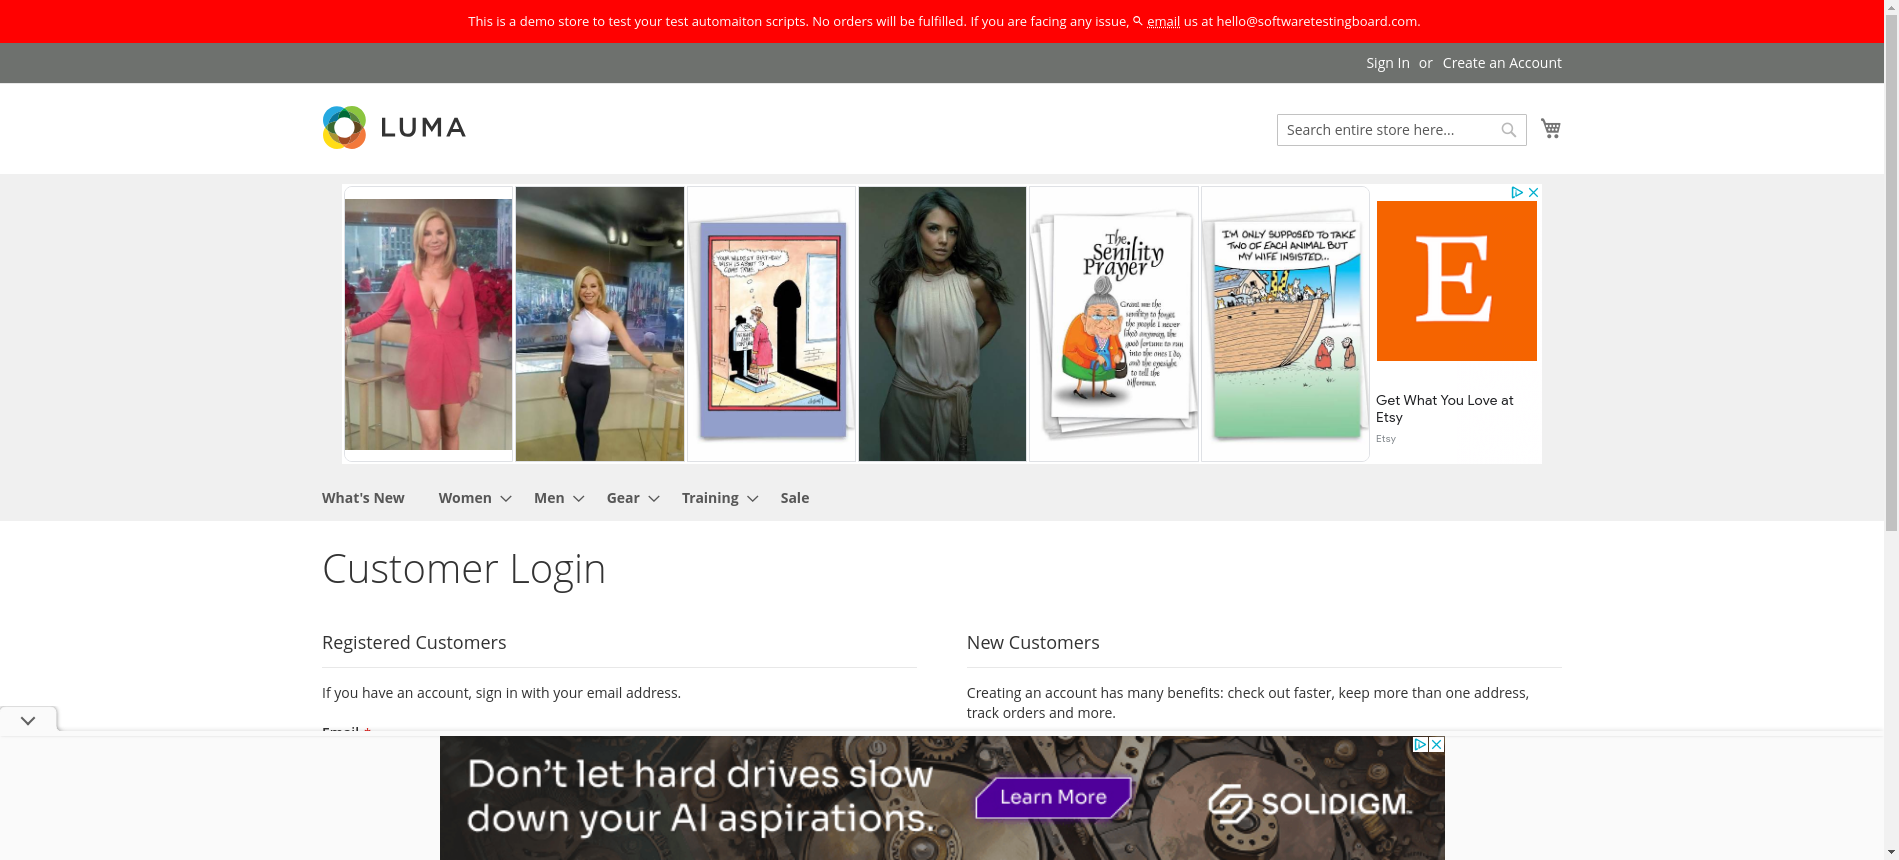 This is a demo store to test your test automaiton scripts. No orders will be fulfilled. If you are facing any issue, email us at hello@softwaretestingboard.com.
Sign In or Create an Account
LUMA
Search entire store here...
YOUR WILDEST BIRTHDAY
WISH IS ABOUT TO
COME TRUE.
The
Senility
Prayer
Grant me the
senility to forget
the people I never
liked anyway, the
good fortune to run
into the ones I do,
and the eyesight
to tell the
difference.
I'M ONLY SUPPOSED TO TAKE
TWO OF EACH ANIMAL BUT
MY WIFE INSISTED...
E
Get What You Love at
Etsy
Etsy
What's New
Women
Men
Gear
Training
Sale
Customer Login
Registered Customers
If you have an account, sign in with your email address.
Email *
New Customers
Creating an account has many benefits: check out faster, keep more than one address,
track orders and more.
Don't let hard drives slow
down your AI aspirations.
Learn More
SOLIDIGM